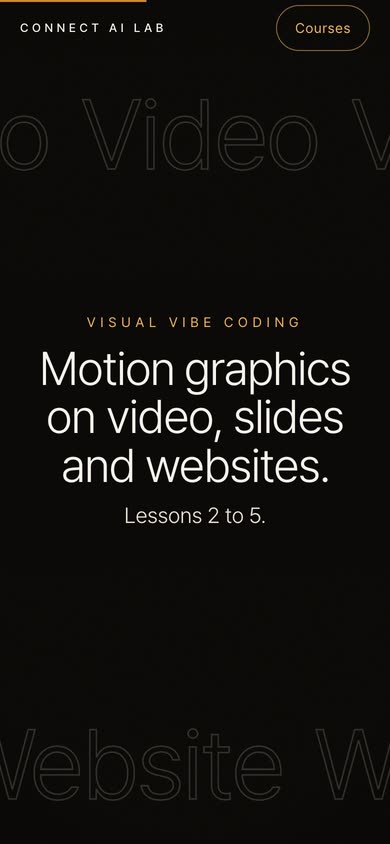 CONNECT AI LAB
Courses
o Video V
VISUAL VIBE CODING
Motion graphics
on video, slides
and websites.
Lessons 2 to 5.
Website W